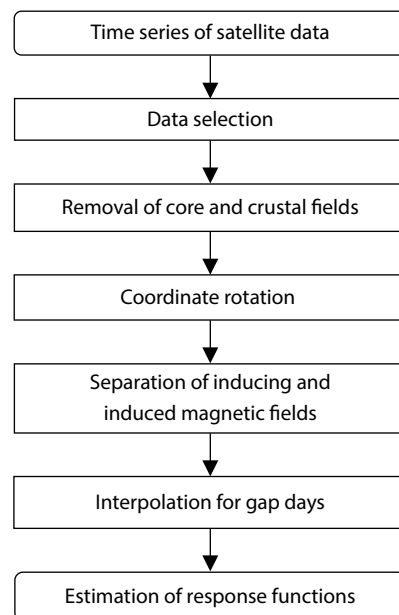 Time series of satellite data
Data selection
Removal of core and crustal fields
Coordinate rotation
Separation of inducing and
induced magnetic fields
Interpolation for gap days
Estimation of response functions